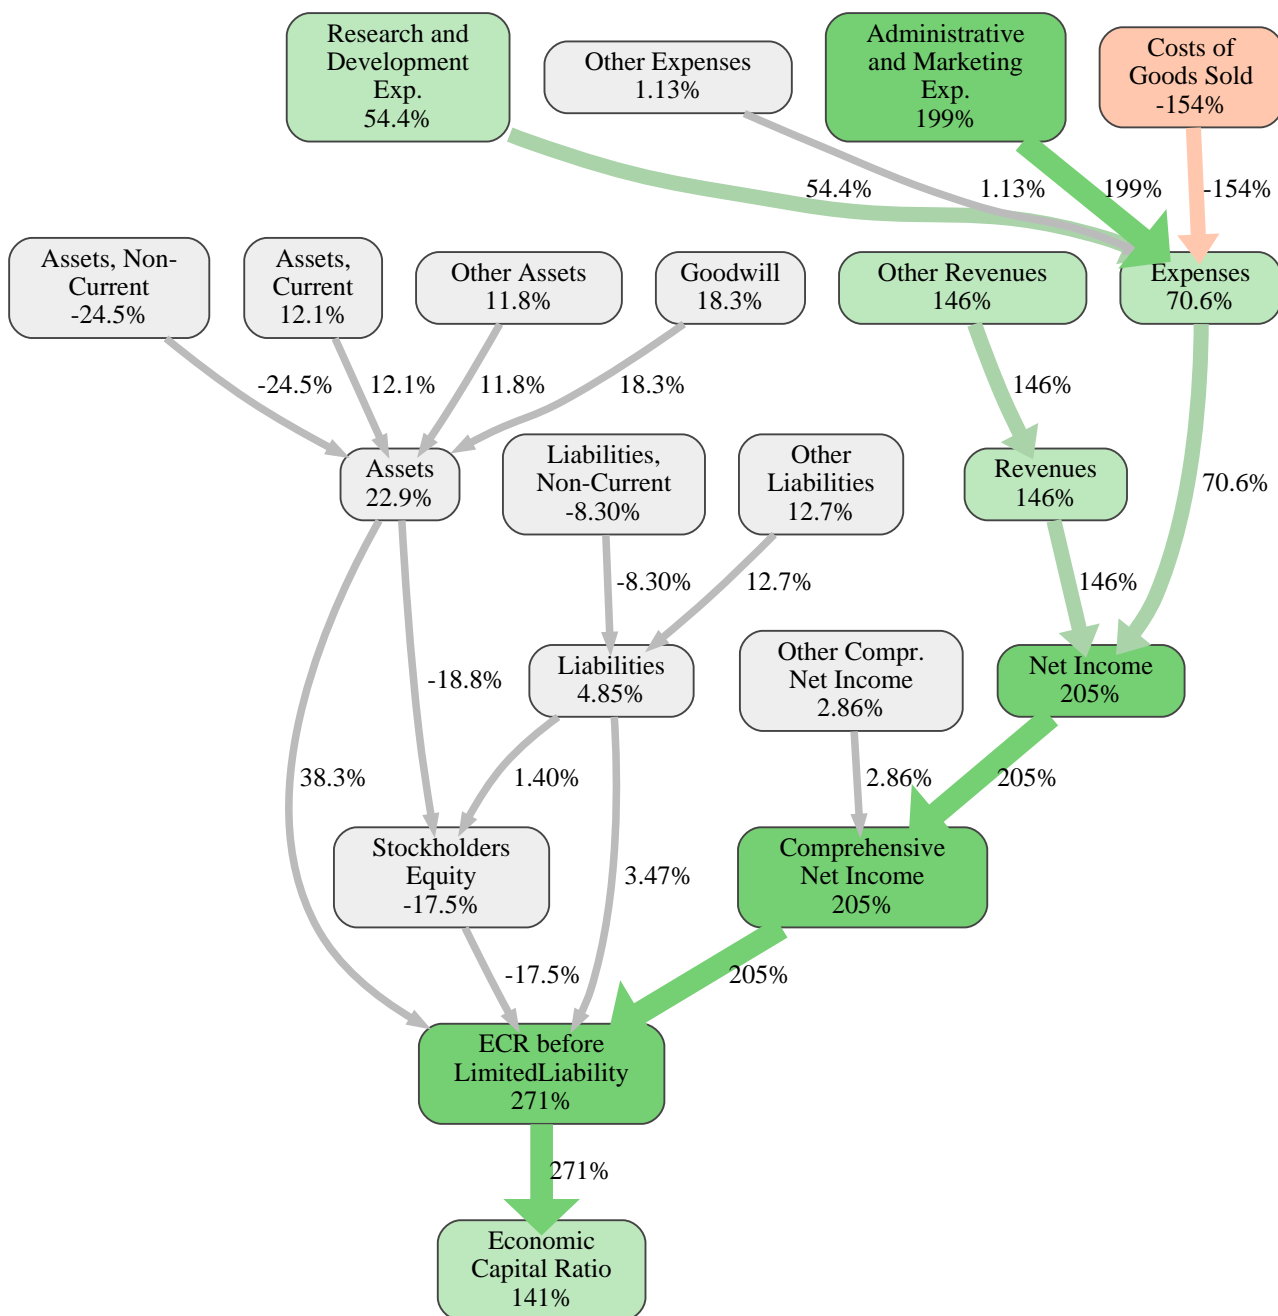 Research and
Development
Exp.
54.4%
Other Expenses
1.13%
Administrative
and Marketing
Exp.
199%
Costs of
Goods Sold
-154%
54.4%
1.13%
199%
-154%
Assets, Non-
Current
-24.5%
Assets,
Current
12.1%
Other Assets
11.8%
Goodwill
18.3%
Other Revenues
146%
Expenses
70.6%
-24.5%
12.1%
11.8%
18.3%
146%
Assets
22.9%
Liabilities,
Non-Current
-8.30%
Other
Liabilities
12.7%
Revenues
146%
70.6%
-8.30%
12.7%
146%
-18.8%
Liabilities
4.85%
Other Compr.
Net Income
2.86%
Net Income
205%
38.3%
1.40%
2.86%
205%
Stockholders
Equity
-17.5%
3.47%
Comprehensive
Net Income
205%
-17.5%
205%
ECR before
LimitedLiability
271%
271%
Economic
Capital Ratio
141%